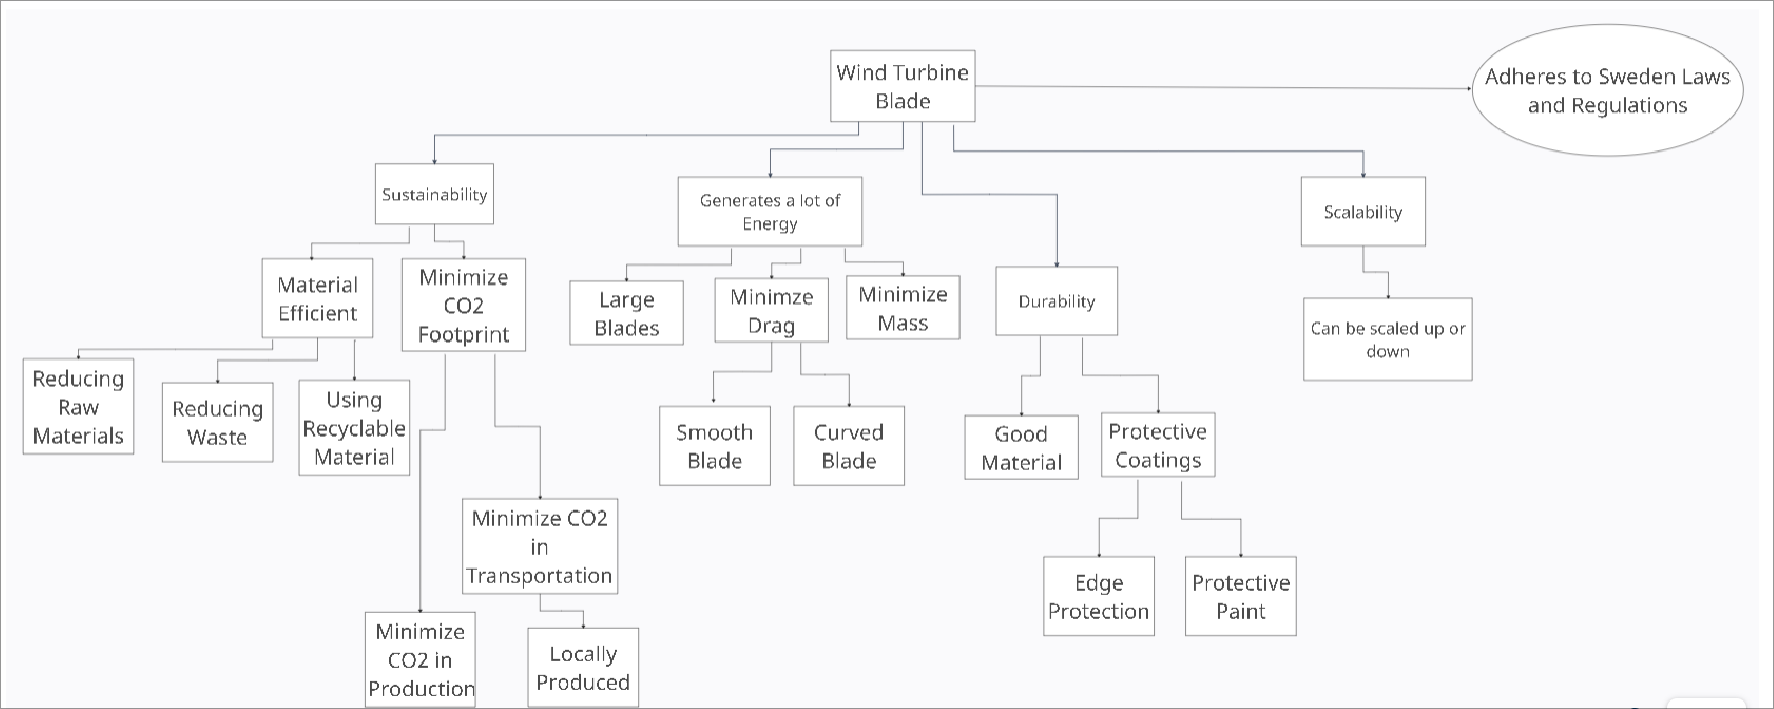 Wind Turbine
Blade
Adheres to Sweden Laws
and Regulations
Sustainability
Generates a lot of
Energy
Scalability
Material
Efficient
Minimize
CO2
Footprint
Large
Blades
Minimze
Drag
Minimize
Mass
Durability
Can be scaled up or
down
Reducing
Raw
Materials
Reducing
Waste
Using
Recyclable
Material
Smooth
Blade
Curved
Blade
Good
Material
Protective
Coatings
Minimize CO2
in
Transportation
Edge
Protection
Protective
Paint
Minimize
CO2 in
Production
Locally
Produced